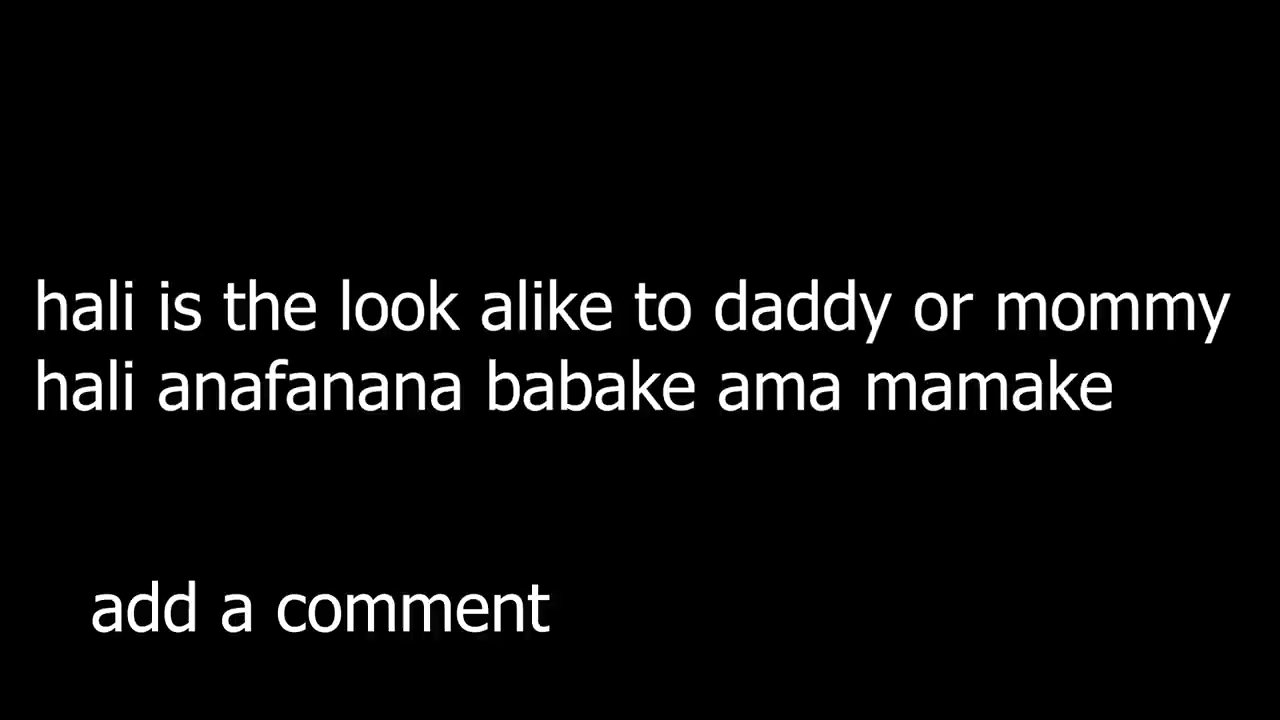 hali is the look alike to daddy or mommy
hali anafanana babake ama mamake
add a comment